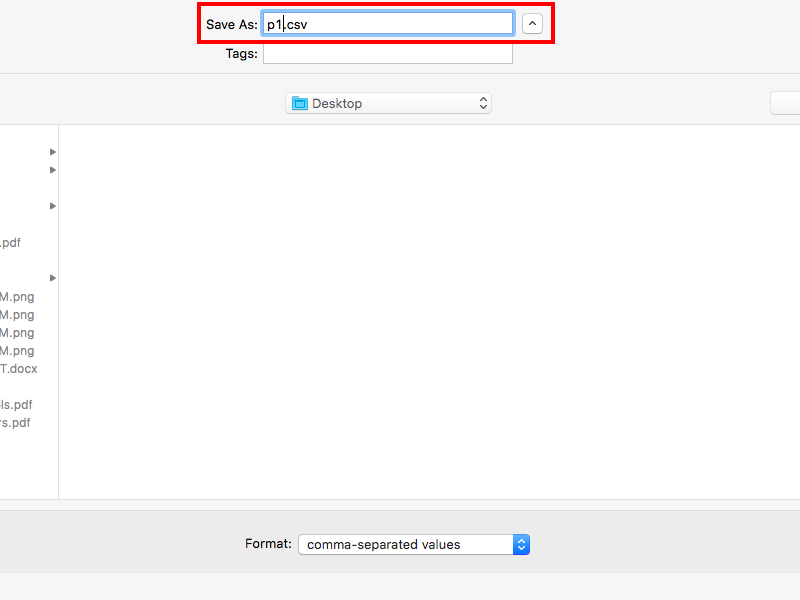 Save As: p1.csv
Tags:
Desktop
.pdf
M.png
M.png
M.png
M.png
T.docx
ls.pdf
rs.pdf
Format: comma-separated values